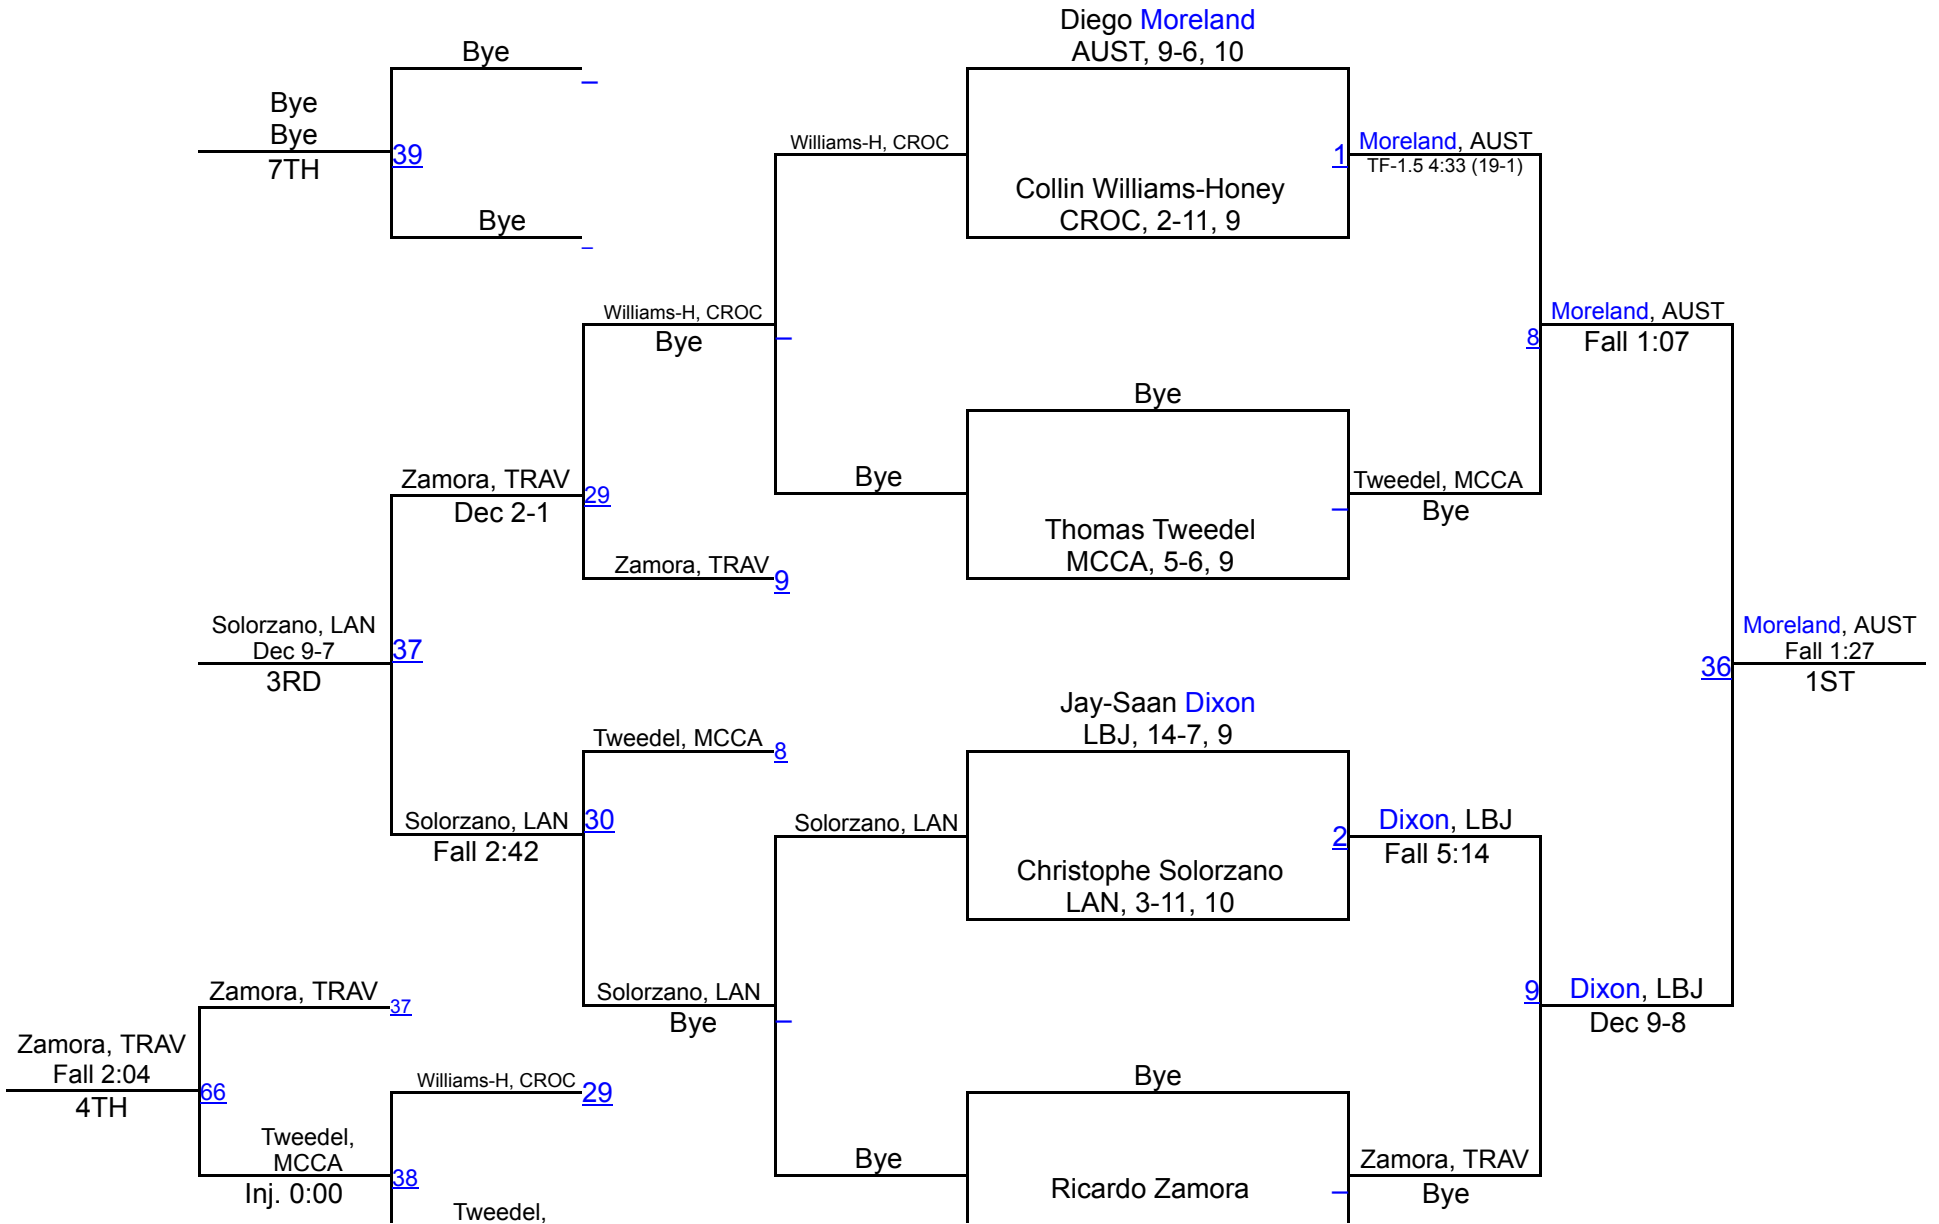 Diego Moreland
AUST, 9-6, 10
Bye
Bye
Bye
39
7TH
Bye
Williams-H, CROC
1
Moreland, AUST
TF-1.5 4:33 (19-1)
Collin Williams-Honey
CROC, 2-11, 9
Williams-H, CROC
Bye
8
Moreland, AUST
Fall 1:07
Bye
Zamora, TRAV
Dec 2-1
29
Bye
Tweedel, MCCA
Bye
Thomas Tweedel
MCCA, 5-6, 9
Zamora, TRAV
9
Solorzano, LAN
Dec 9-7
3RD
37
36
Moreland, AUST
Fall 1:27
1ST
Jay-Saan Dixon
LBJ, 14-7, 9
Tweedel, MCCA
8
Solorzano, LAN
Fall 2:42
30
Solorzano, LAN
2
Dixon, LBJ
Fall 5:14
Christophe Solorzano
LAN, 3-11, 10
Zamora, TRAV
37
Solorzano, LAN
Bye
9
Dixon, LBJ
Dec 9-8
Zamora, TRAV
Fall 2:04
4TH
66
Williams-H, CROC
29
Bye
Tweedel,
MCCA
Inj. 0:00
38
Bye
Ricardo Zamora
Zamora, TRAV
Bye
Tweedel,